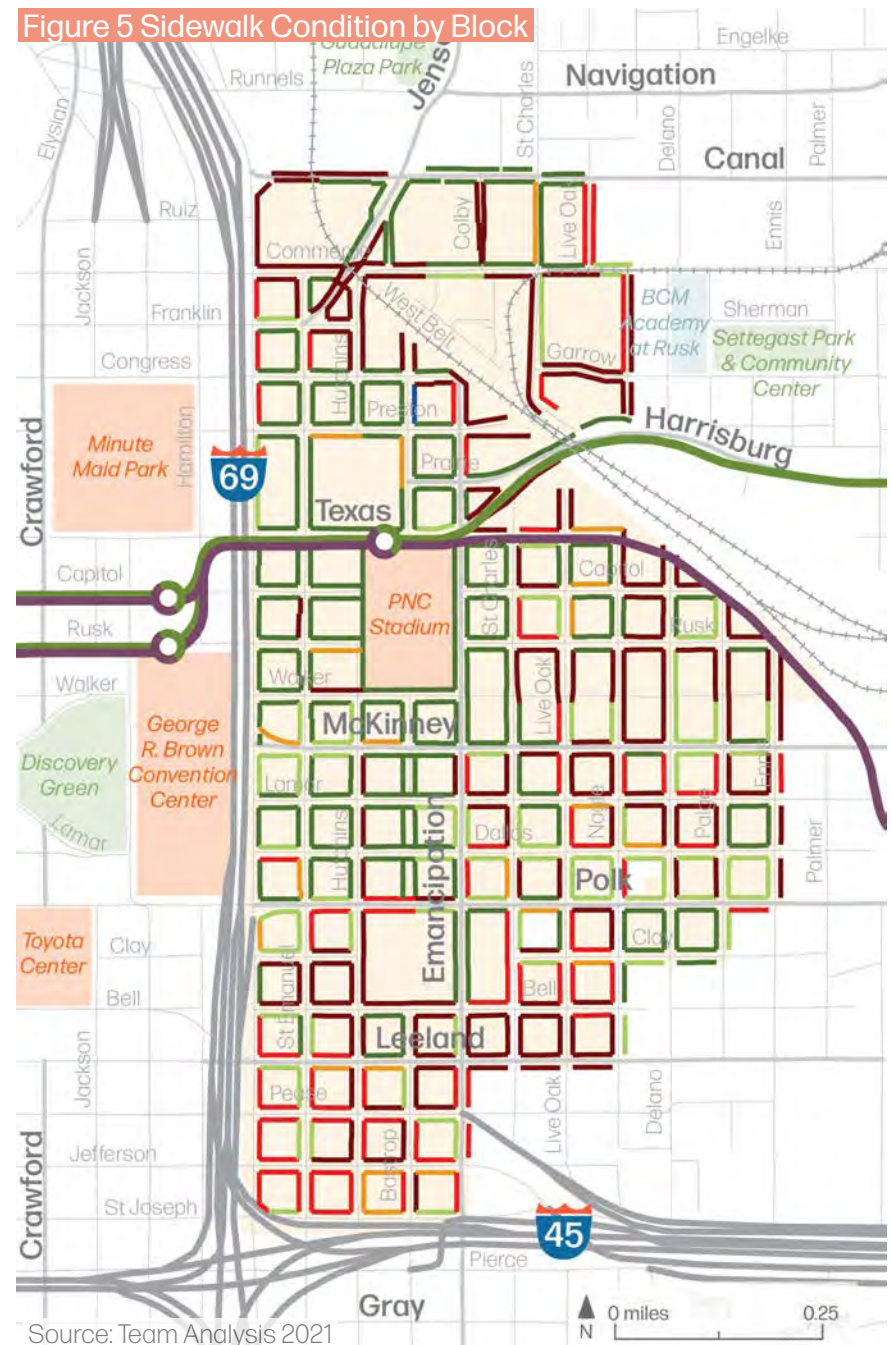 Figure 5 Sidewalk Condition by Block
Engelke
Guadalupe
Plaza Park
Runnels
Navigation
Elysian
St Charles
Delano
Palmer
Canal
Ruiz
Colby
Live Oak
Ennis
Commerce
Jackson
Franklin
West Belt
BCM
Academy
at Rusk
Sherman
Settegast Park
& Community
Center
Congress
Garrow
Hutchins
Preston
Crawford
Minute
Maid Park
Hamilton
69
Harrisburg
Prairie
Texas
Capitol
Capitol
PNC
Stadium
St Charles
Rusk
Rusk
Walker
Walker
Live Oak
McKinney
George
R. Brown
Convention
Center
Discovery
Green
Lamar
Lamar
Ennis
Hutchins
Emancipation
Dallas
Nagle
Paige
Palmer
Polk
Toyota
Center
Clay
Clay
Bell
Bell
St Emanuel
Leeland
Jackson
Pease
Live Oak
Delano
Crawford
Jefferson
Bastrop
St Joseph
45
Pierce
Gray
N
0 miles
0.25
Source: Team Analysis 2021